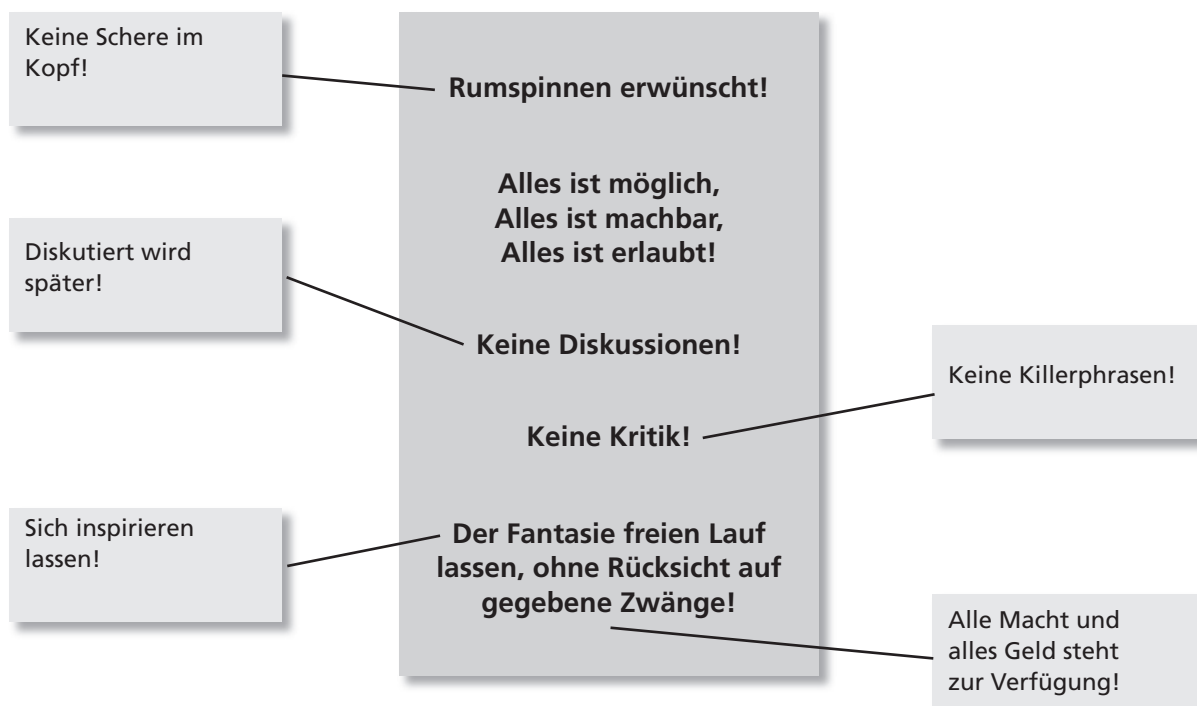 Keine Schere im
Kopf!
Rumspinnen erwünscht!
Alles ist möglich,
Alles ist machbar,
Alles ist erlaubt!
Diskutiert wird
später!
Keine Diskussionen!
Keine Killerphrasen!
Keine Kritik!
Sich inspirieren
lassen!
Der Fantasie freien Lauf
lassen, ohne Rücksicht auf
gegebene Zwänge!
Alle Macht und
alles Geld steht
zur Verfügung!